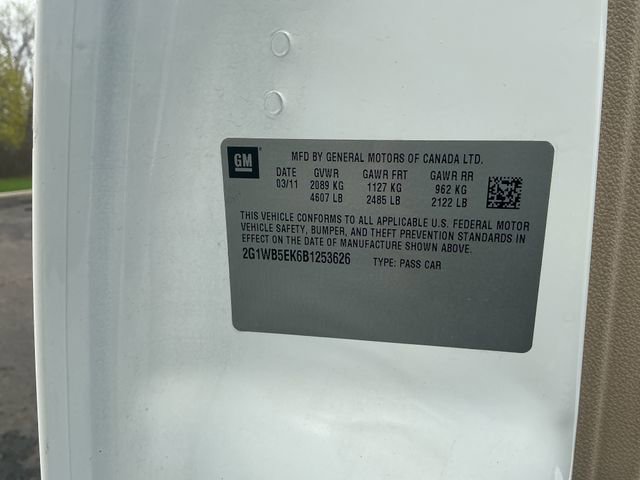 GM
MFD BY GENERAL MOTORS OF CANADA LTD.
DATE GVWR GAWR FRT GAWR RR
03/11 2089 KG 1127 KG 962 KG
4607 LB 2485 LB 2122 LB
THIS VEHICLE CONFORMS TO ALL APPLICABLE U.S. FEDERAL MOTOR
VEHICLE SAFETY, BUMPER, AND THEFT PREVENTION STANDARDS IN
EFFECT ON THE DATE OF MANUFACTURE SHOWN ABOVE.
2G1WB5EK6B1253626 TYPE: PASS CAR